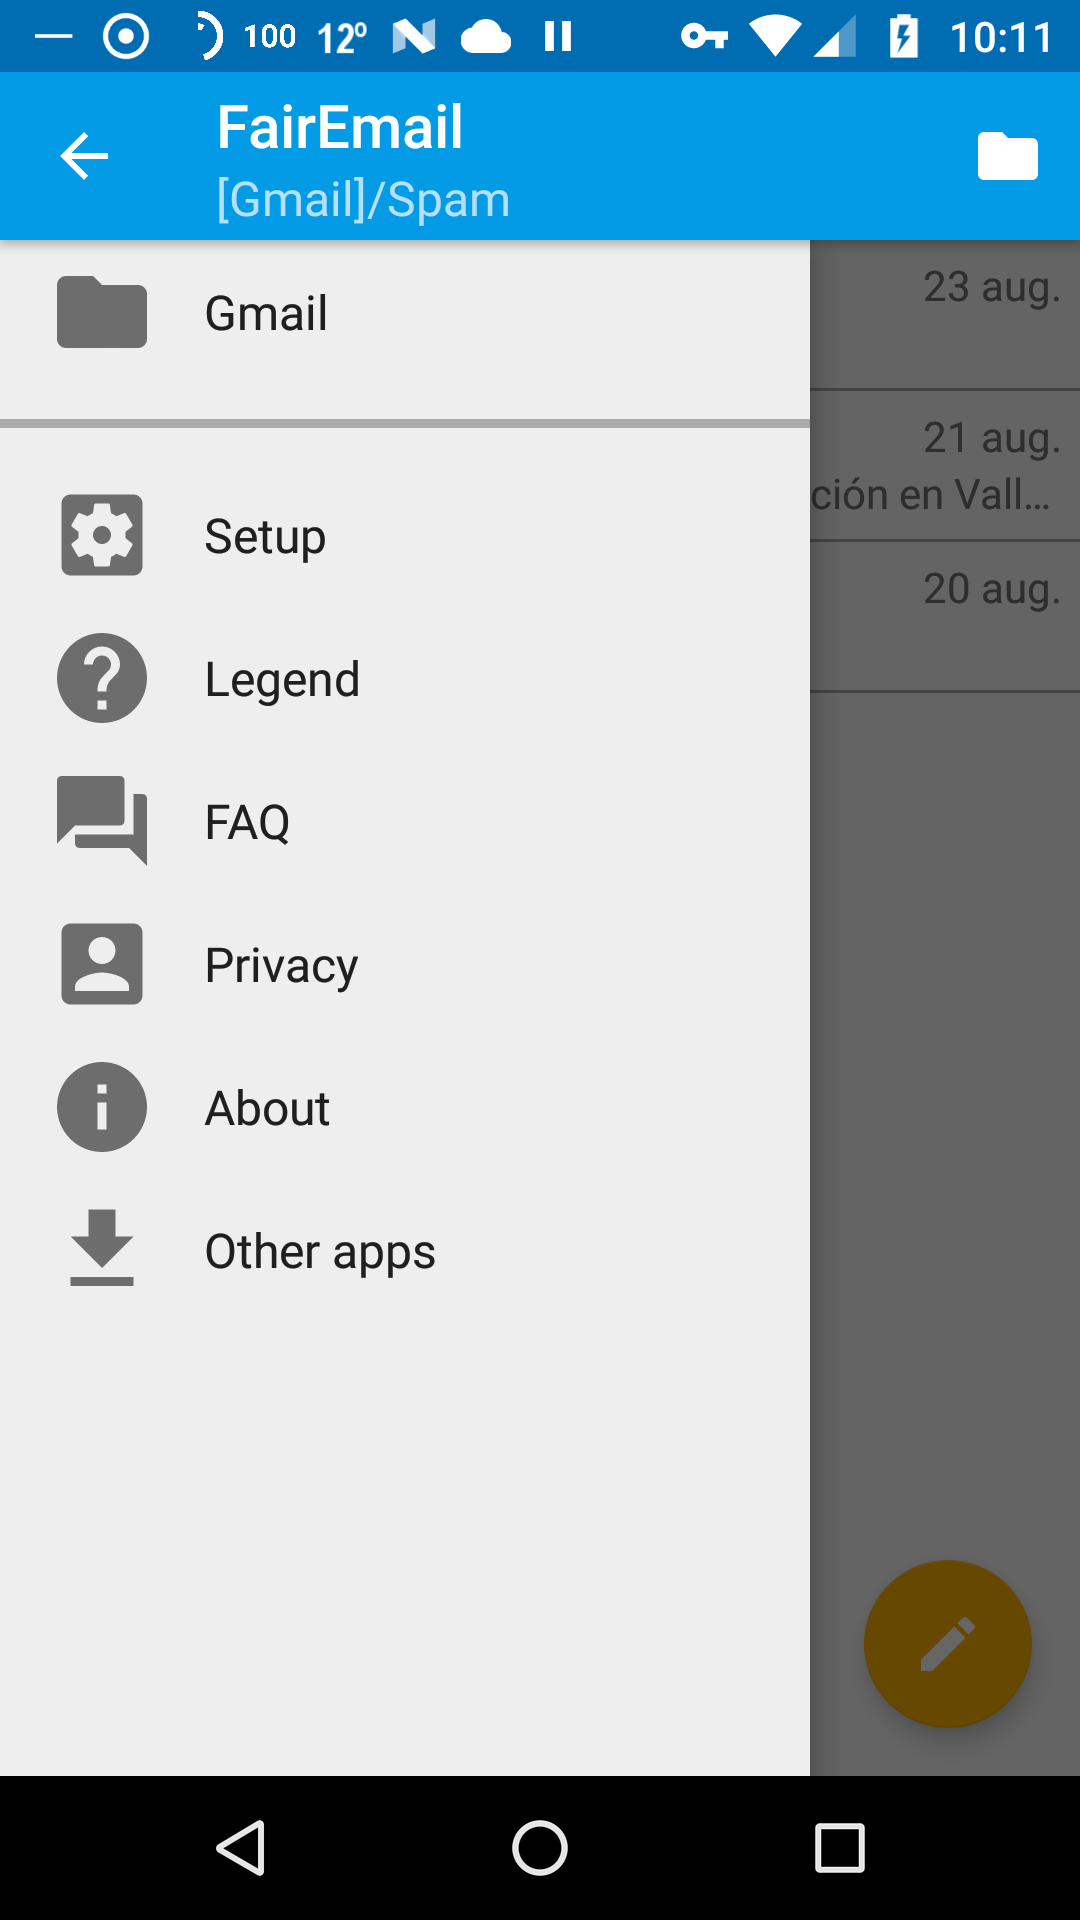 100 12° 10:11
FairEmail
[Gmail]/Spam
Gmail
23 aug.
21 aug.
ción en Vall...
20 aug.
Setup
Legend
FAQ
Privacy
About
Other apps